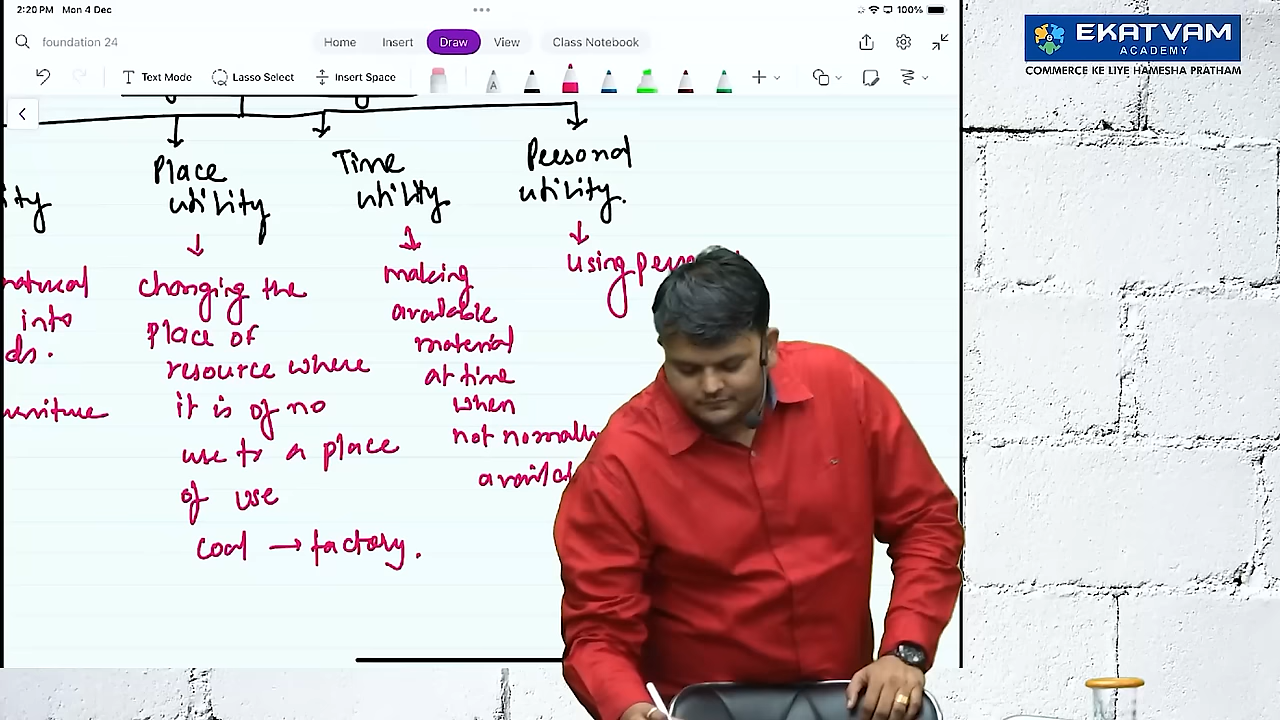 2:20 PM Mon 4 Dec
100%
foundation 24
Home Insert Draw View Class Notebook
Text Mode Lasso Select Insert Space
EKATVAM
ACADEMY
COMMERCE KE LIYE HAMESHA PRATHAM
Place
utility
changing the
place of
resource where
it is of no
use to a place
of use
coal → factory.
Time
utility.
making
available
material
at time
when
not normally
Personal
utility.
using
into